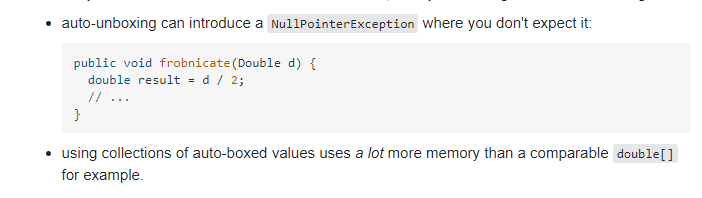 • auto-unboxing can introduce a NullPointerException where you don't expect it:
public void frobnicate(Double d) {
  double result = d / 2;
  // ...
}
• using collections of auto-boxed values uses a lot more memory than a comparable double[]
for example.